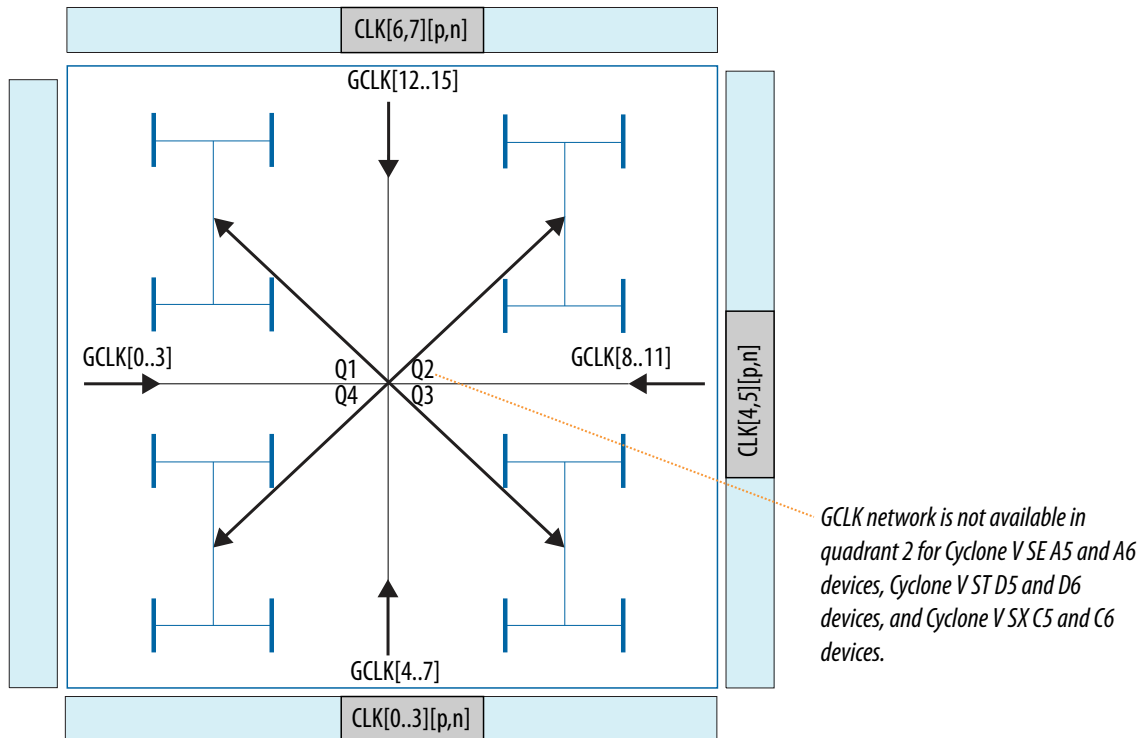 CLK[6,7][p,n]
GCLK[12..15]
GCLK[0..3]
Q1
Q2
GCLK[8..11]
Q4
Q3
CLK[4,5][p,n]
GCLK network is not available in
quadrant 2 for Cyclone V SE A5 and A6
devices, Cyclone V ST D5 and D6
devices, and Cyclone V SX C5 and C6
devices.
GCLK[4..7]
CLK[0..3][p,n]